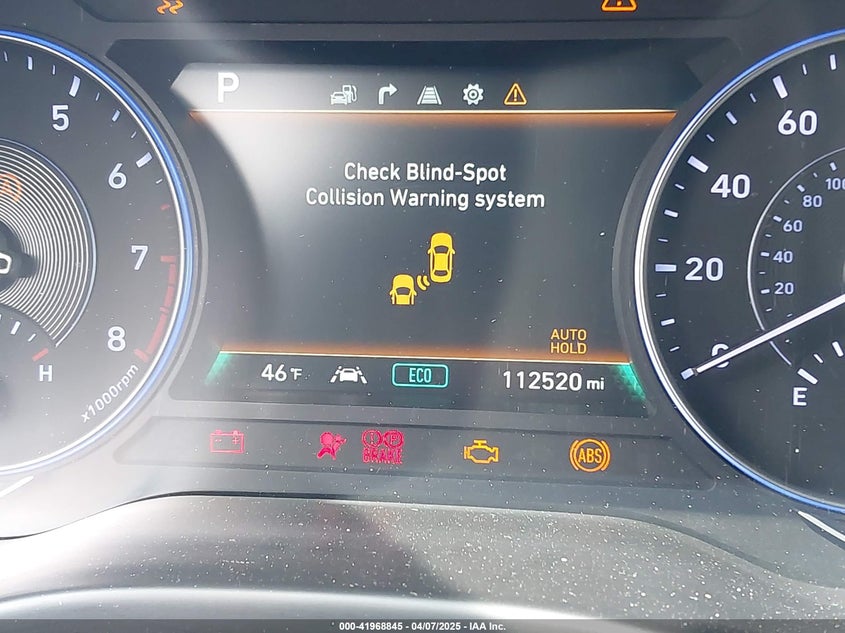 P
Check Blind-Spot
Collision Warning system
AUTO
HOLD
46°F
ECO
112520 mi
5
6
7
8
x1000rpm
H
60
40
20
0
100
80
60
40
20
E
BRAKE
ABS
000-41968845 - 04/07/2025 - IAA Inc.